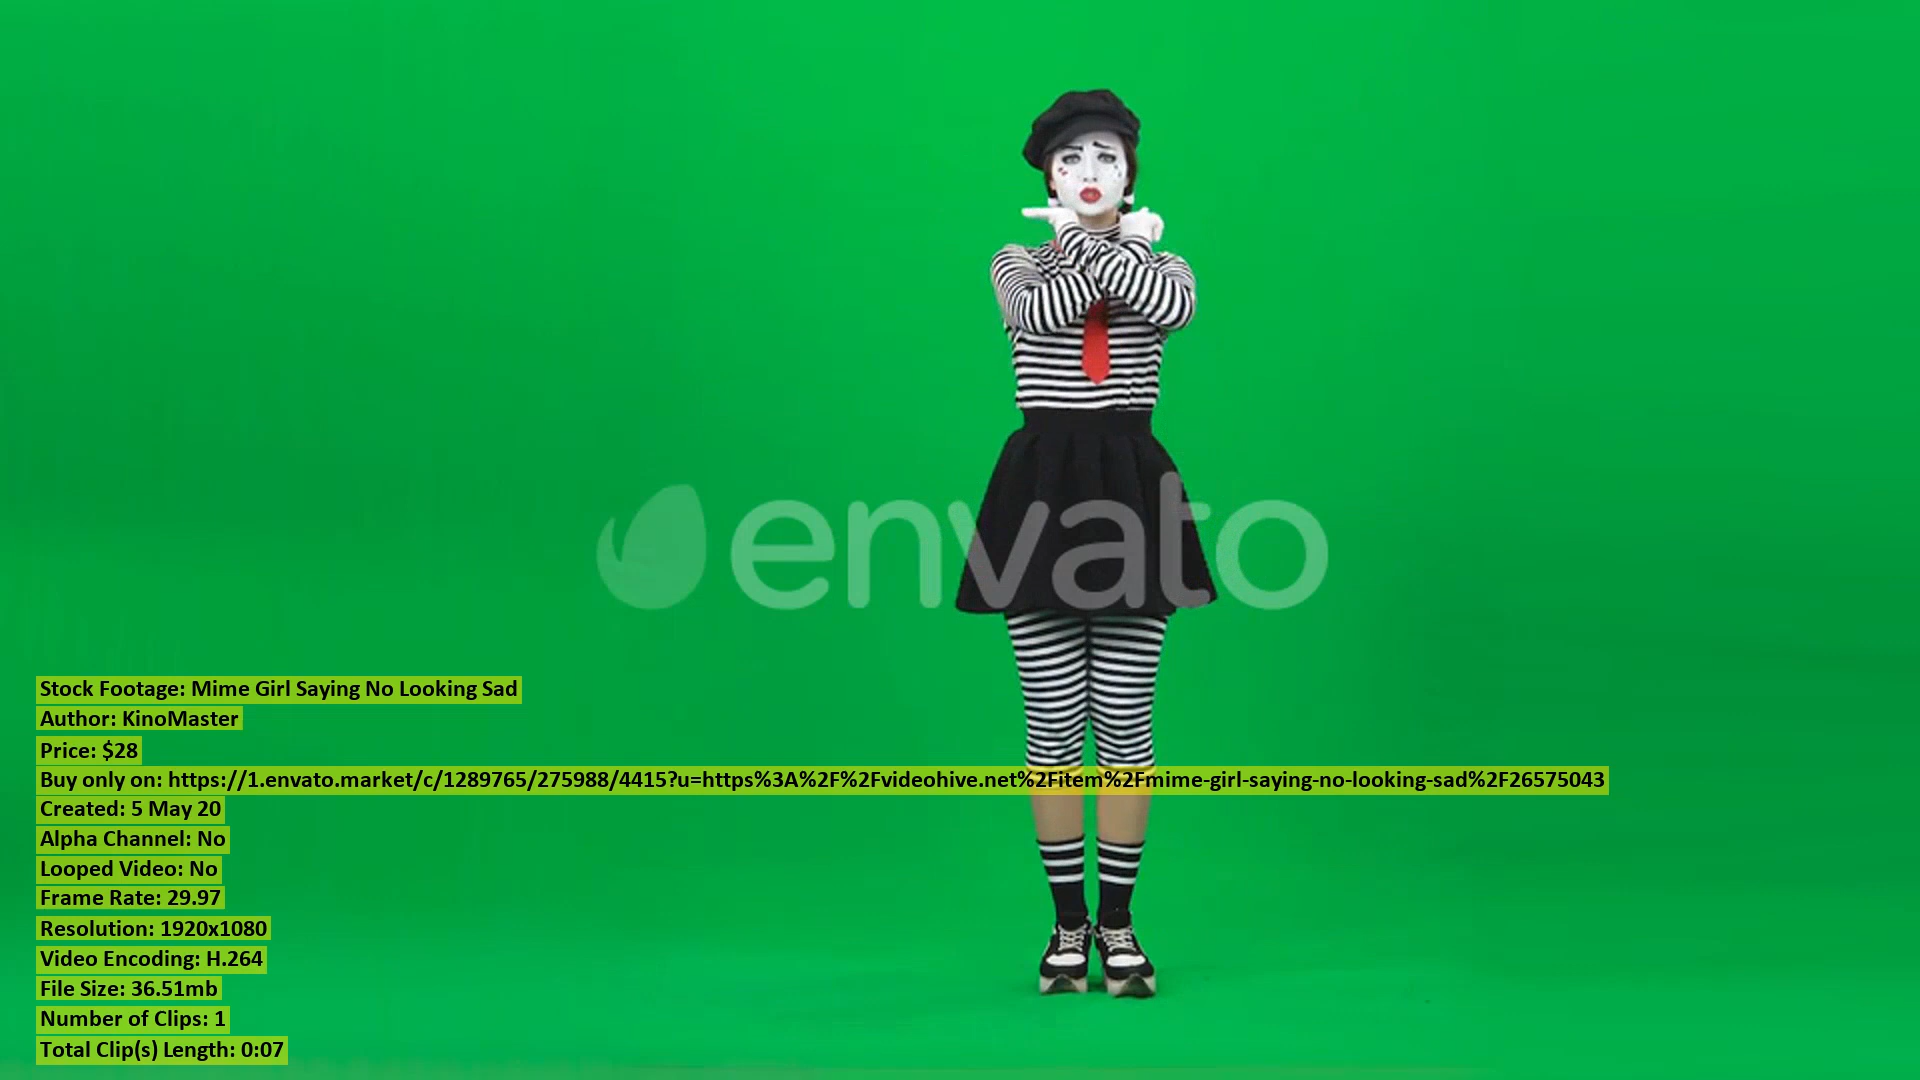 envato
Stock Footage: Mime Girl Saying No Looking Sad
Author: KinoMaster
Price: $28
Buy only on: https://1.envato.market/c/1289765/275988/4415?u=https%3A%2F%2Fvideohive.net%2Fitem%2Fmime-girl-saying-no-looking-sad%2F26575043
Created: 5 May 20
Alpha Channel: No
Looped Video: No
Frame Rate: 29.97
Resolution: 1920x1080
Video Encoding: H.264
File Size: 36.51mb
Number of Clips: 1
Total Clip(s) Length: 0:07